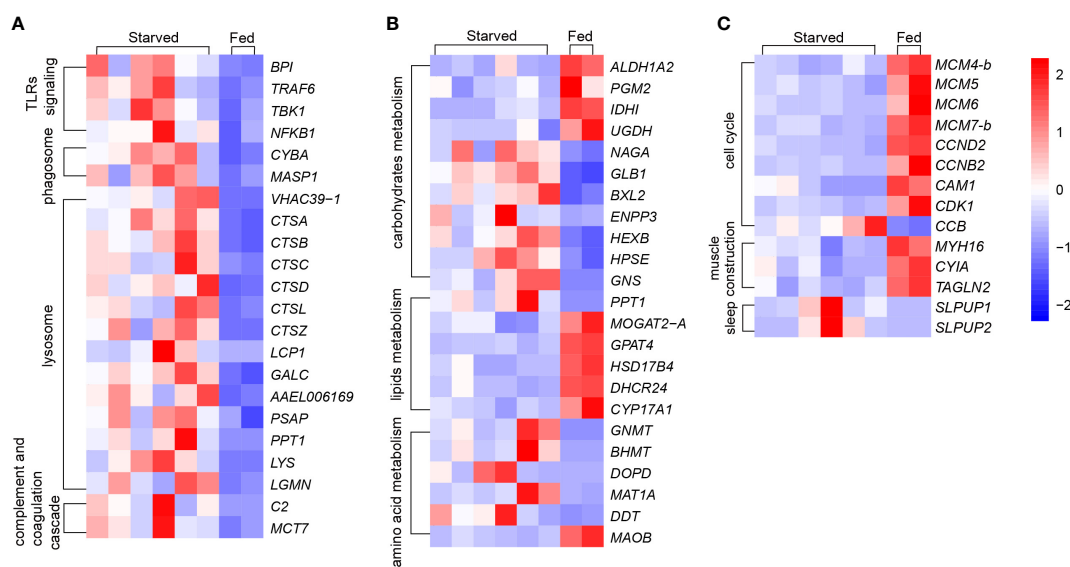 A
Starved
Fed
TLRs
signaling
phagosome
lysosome
complement and
coagulation
cascade
BPI
TRAF6
TBK1
NFKB1
CYBA
MASP1
VHAC39−1
CTSA
CTSB
CTSC
CTSD
CTSL
CTSZ
LCP1
GALC
AAEL006169
PSAP
PPT1
LYS
LGMN
C2
MCT7
B
Starved
Fed
carbohydrates metabolism
lipids metabolism
amino acid metabolism
ALDH1A2
PGM2
IDHI
UGDH
NAGA
GLB1
BXL2
ENPP3
HEXB
HPSE
GNS
PPT1
MOGAT2−A
GPAT4
HSD17B4
DHCR24
CYP17A1
GNMT
BHMT
DOPD
MAT1A
DDT
MAOB
C
Starved
Fed
cell cycle
muscle
construction
sleep
MCM4-b
MCM5
MCM6
MCM7-b
CCND2
CCNB2
CAM1
CDK1
CCB
MYH16
CYIA
TAGLN2
SLPUP1
SLPUP2
2
1
0
−1
−2